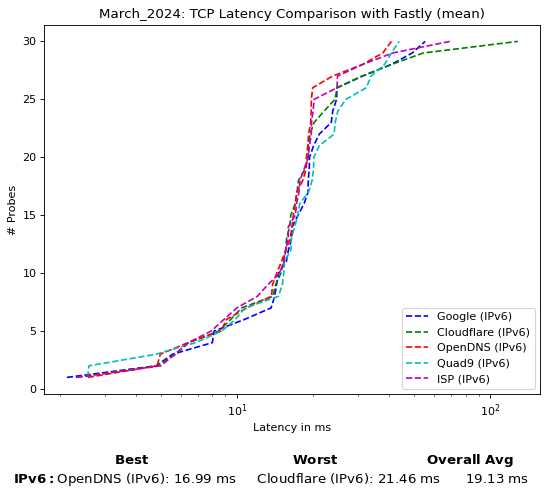 March_2024: TCP Latency Comparison with Fastly (mean)
# Probes
30
25
20
15
10
5
0
Google (IPv6)
Cloudflare (IPv6)
OpenDNS (IPv6)
Quad9 (IPv6)
ISP (IPv6)
10^1
10^2
Latency in ms
Best Worst Overall Avg
IPv6: OpenDNS (IPv6): 16.99 ms Cloudflare (IPv6): 21.46 ms 19.13 ms